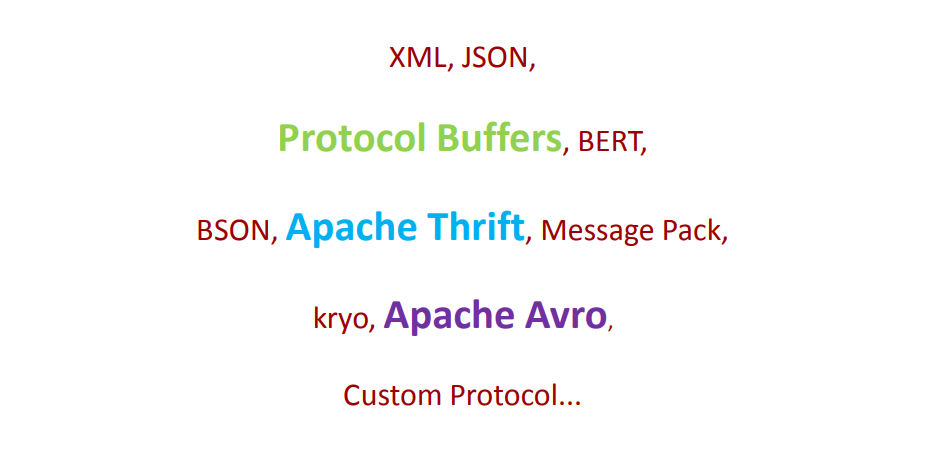 XML, JSON,
Protocol Buffers, BERT,
BSON, Apache Thrift, Message Pack,
kryo, Apache Avro,
Custom Protocol...